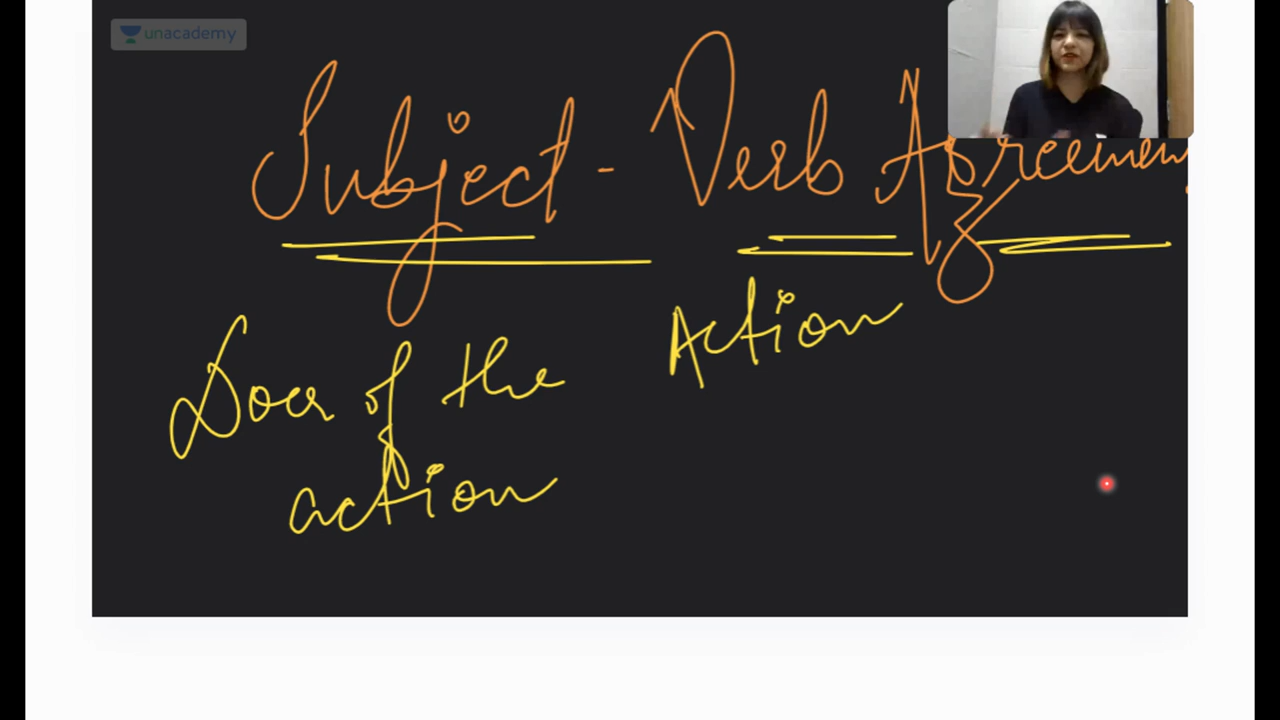 unacademy
Subject - Verb Agreement
Doer of the Action
action